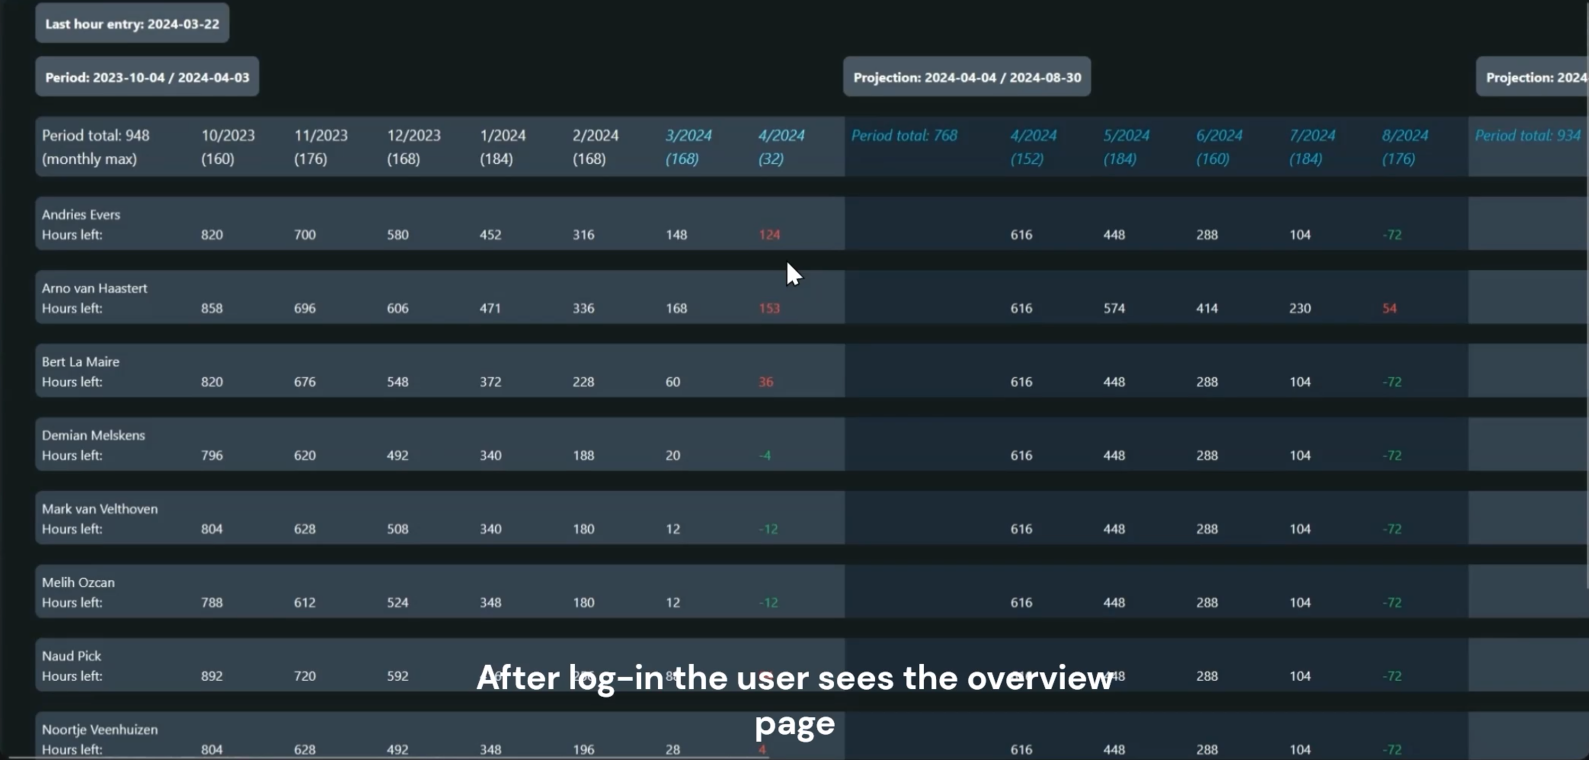 Last hour entry: 2024-03-22
Period: 2023-10-04 / 2024-04-03 Projection: 2024-04-04 / 2024-08-30 Projection: 2024
Period total: 948 10/2023 11/2023 12/2023 1/2024 2/2024 3/2024 4/2024 Period total: 768 4/2024 5/2024 6/2024 7/2024 8/2024 Period total: 934
(monthly max) (160) (176) (168) (184) (168) (168) (32) (152) (184) (160) (184) (176)
Andries Evers
Hours left: 820 700 580 452 316 148 124 616 448 288 104 -72
Arno van Haastert
Hours left: 858 696 606 471 336 168 153 616 574 414 230 54
Bert La Maire
Hours left: 820 676 548 372 228 60 36 616 448 288 104 -72
Demian Melskens
Hours left: 796 620 492 340 188 20 -4 616 448 288 104 -72
Mark van Velthoven
Hours left: 804 628 508 340 180 12 -12 616 448 288 104 -72
Melih Ozcan
Hours left: 788 612 524 348 180 12 -12 616 448 288 104 -72
Naud Pick
Hours left: 892 720 592 288 104 -72
After log-in the user sees the overview
page
Noortje Veenhuizen
Hours left: 804 628 492 348 196 28 4 616 448 288 104 -72